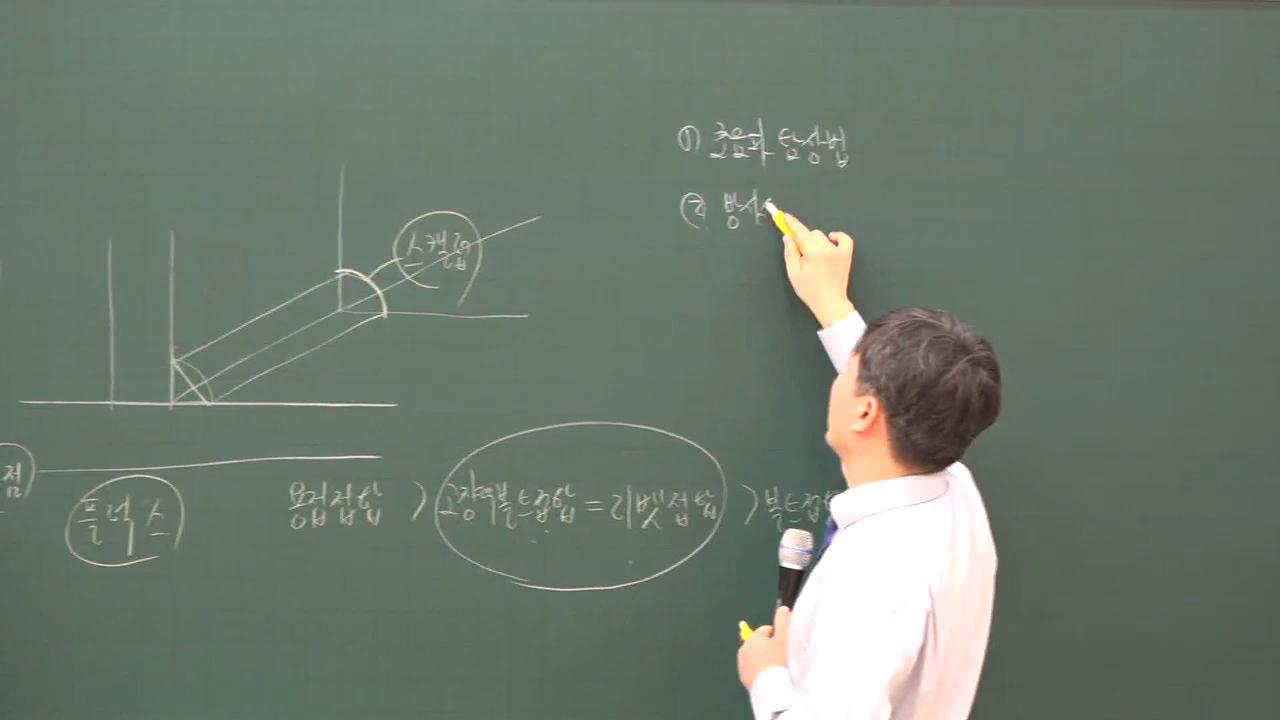 ① 초음파 탐상법
② 방사
스캘럽
점
플럭스
용접접합 > 고장력볼트접합 = 리벳접합 > 볼트접